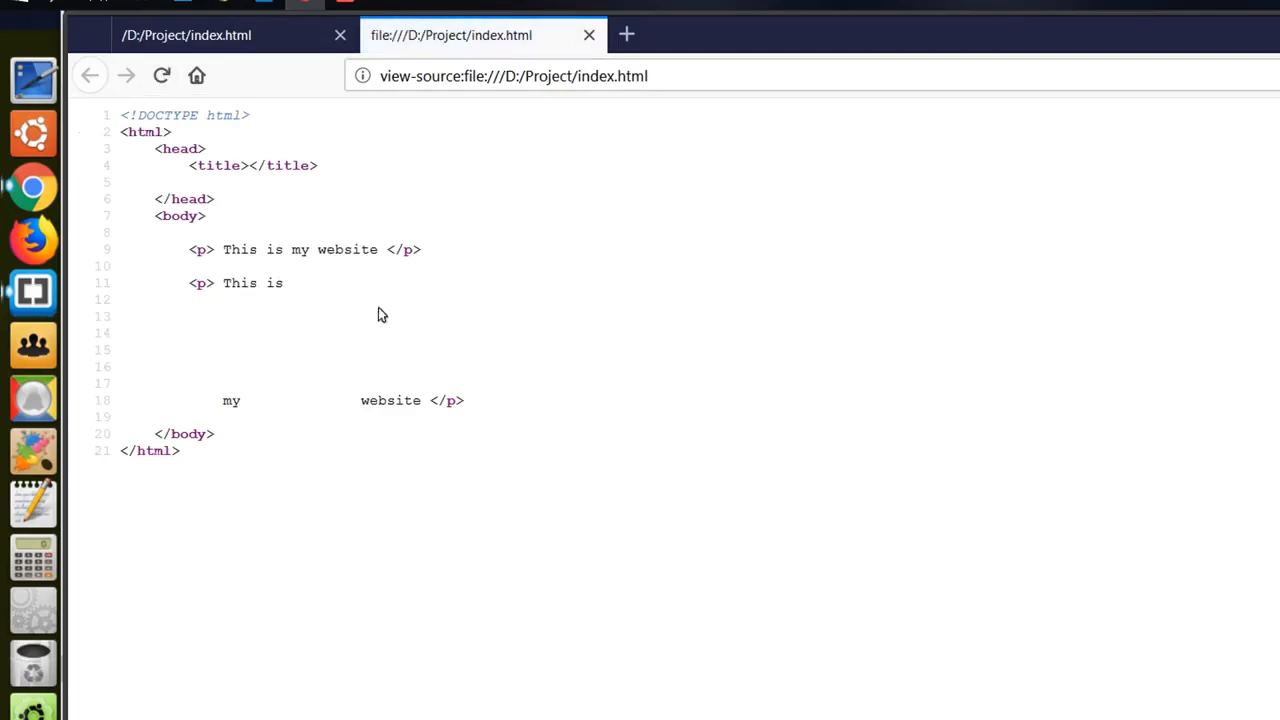 /D:/Project/index.html
file:///D:/Project/index.html
view-source:file:///D:/Project/index.html
1 <!DOCTYPE html>
2 <html>
3 <head>
4 <title></title>
5
6 </head>
7 <body>
8
9 <p> This is my website </p>
10
11 <p> This is
12
13
14
15
16
17
18 my website </p>
19
20 </body>
21 </html>